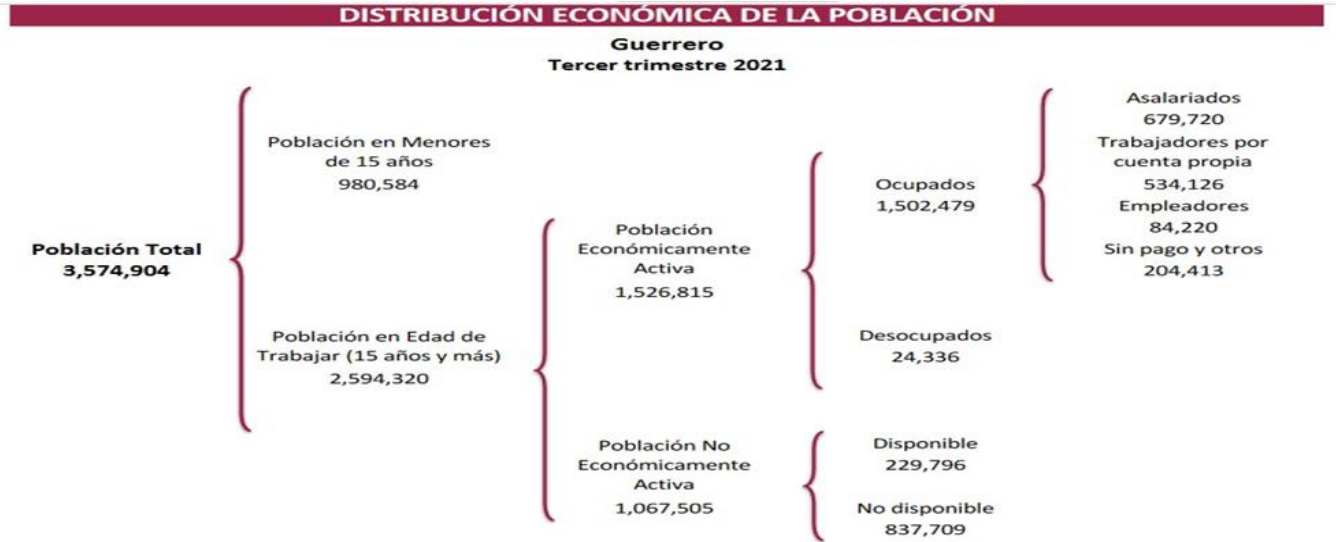 DISTRIBUCIÓN ECONÓMICA DE LA POBLACIÓN
Guerrero
Tercer trimestre 2021
Población Total
3,574,904
Población en Menores
de 15 años
980,584
Población en Edad de
Trabajar (15 años y más)
2,594,320
Población
Económicamente
Activa
1,526,815
Población No
Económicamente
Activa
1,067,505
Ocupados
1,502,479
Desocupados
24,336
Disponible
229,796
No disponible
837,709
Asalariados
679,720
Trabajadores por
cuenta propia
534,126
Empleadores
84,220
Sin pago y otros
204,413